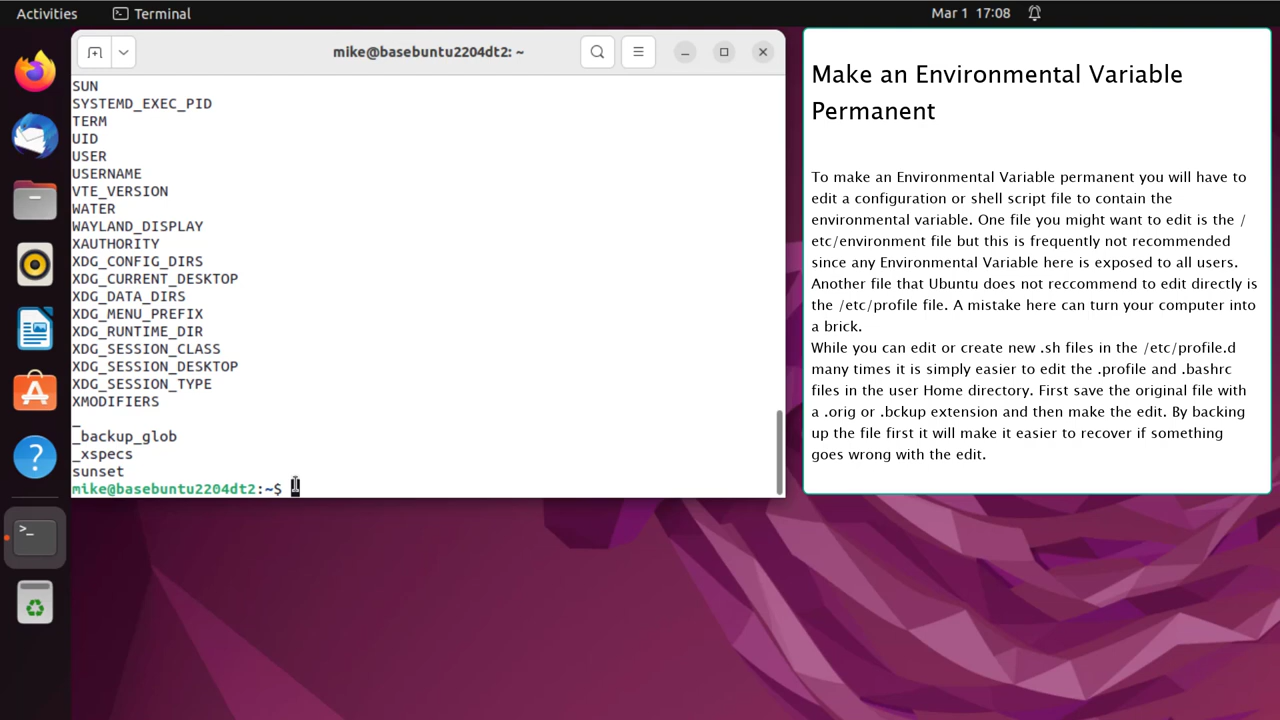 Activities
Terminal
Mar 1 17:08
mike@basebuntu2204dt2: ~
SUN
SYSTEMD_EXEC_PID
TERM
UID
USER
USERNAME
VTE_VERSION
WATER
WAYLAND_DISPLAY
XAUTHORITY
XDG_CONFIG_DIRS
XDG_CURRENT_DESKTOP
XDG_DATA_DIRS
XDG_MENU_PREFIX
XDG_RUNTIME_DIR
XDG_SESSION_CLASS
XDG_SESSION_DESKTOP
XDG_SESSION_TYPE
XMODIFIERS
_
_backup_glob
_xspecs
sunset
mike@basebuntu2204dt2:~$
Make an Environmental Variable
Permanent
To make an Environmental Variable permanent you will have to
edit a configuration or shell script file to contain the
environmental variable. One file you might want to edit is the /
etc/environment file but this is frequently not recommended
since any Environmental Variable here is exposed to all users.
Another file that Ubuntu does not reccommend to edit directly is
the /etc/profile file. A mistake here can turn your computer into
a brick.
While you can edit or create new .sh files in the /etc/profile.d
many times it is simply easier to edit the .profile and .bashrc
files in the user Home directory. First save the original file with
a .orig or .bckup extension and then make the edit. By backing
up the file first it will make it easier to recover if something
goes wrong with the edit.